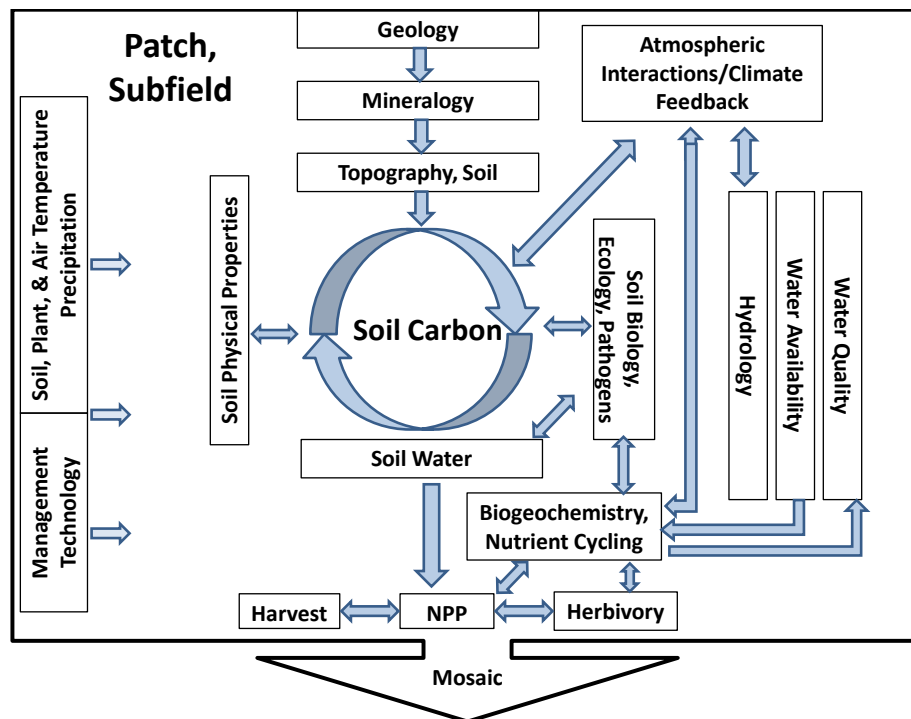 Patch,
Subfield
Geology
Mineralogy
Topography, Soil
Atmospheric
Interactions/Climate
Feedback
Soil, Plant, & Air Temperature
Precipitation
Management
Technology
Soil Physical Properties
Soil Carbon
Soil Biology,
Ecology, Pathogens
Hydrology
Water Availability
Water Quality
Soil Water
Biogeochemistry,
Nutrient Cycling
Harvest
NPP
Herbivory
Mosaic